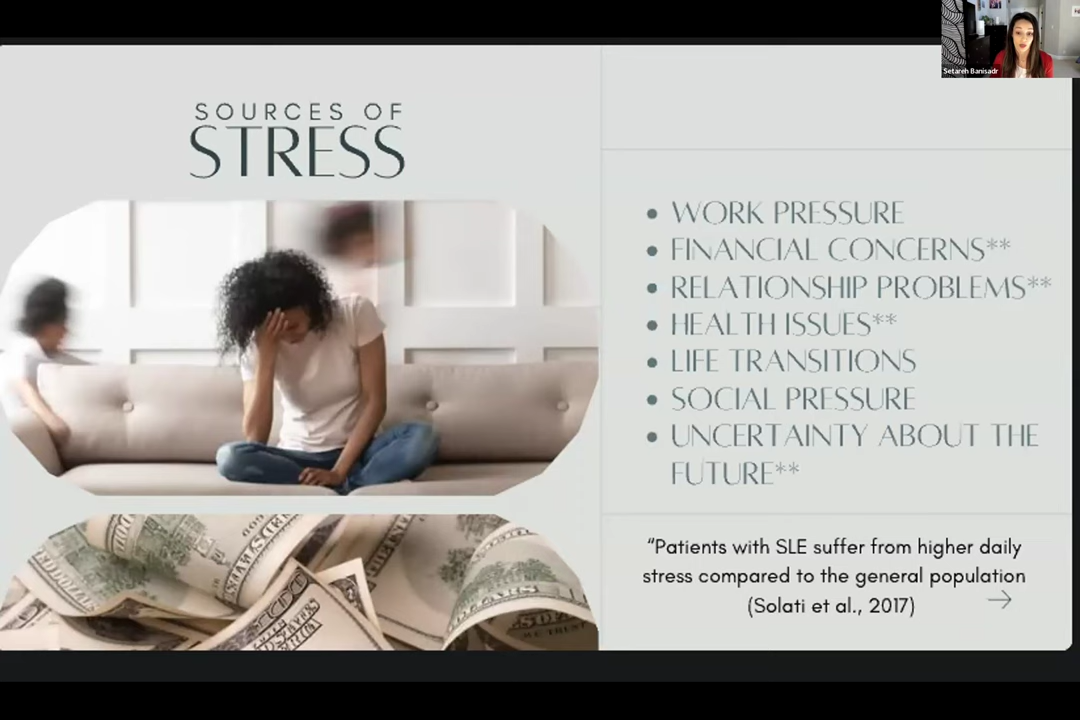 Setareh Banisadr
SOURCES OF
STRESS
• WORK PRESSURE
• FINANCIAL CONCERNS**
• RELATIONSHIP PROBLEMS**
• HEALTH ISSUES**
• LIFE TRANSITIONS
• SOCIAL PRESSURE
• UNCERTAINTY ABOUT THE
FUTURE**
“Patients with SLE suffer from higher daily
stress compared to the general population
(Solati et al., 2017)